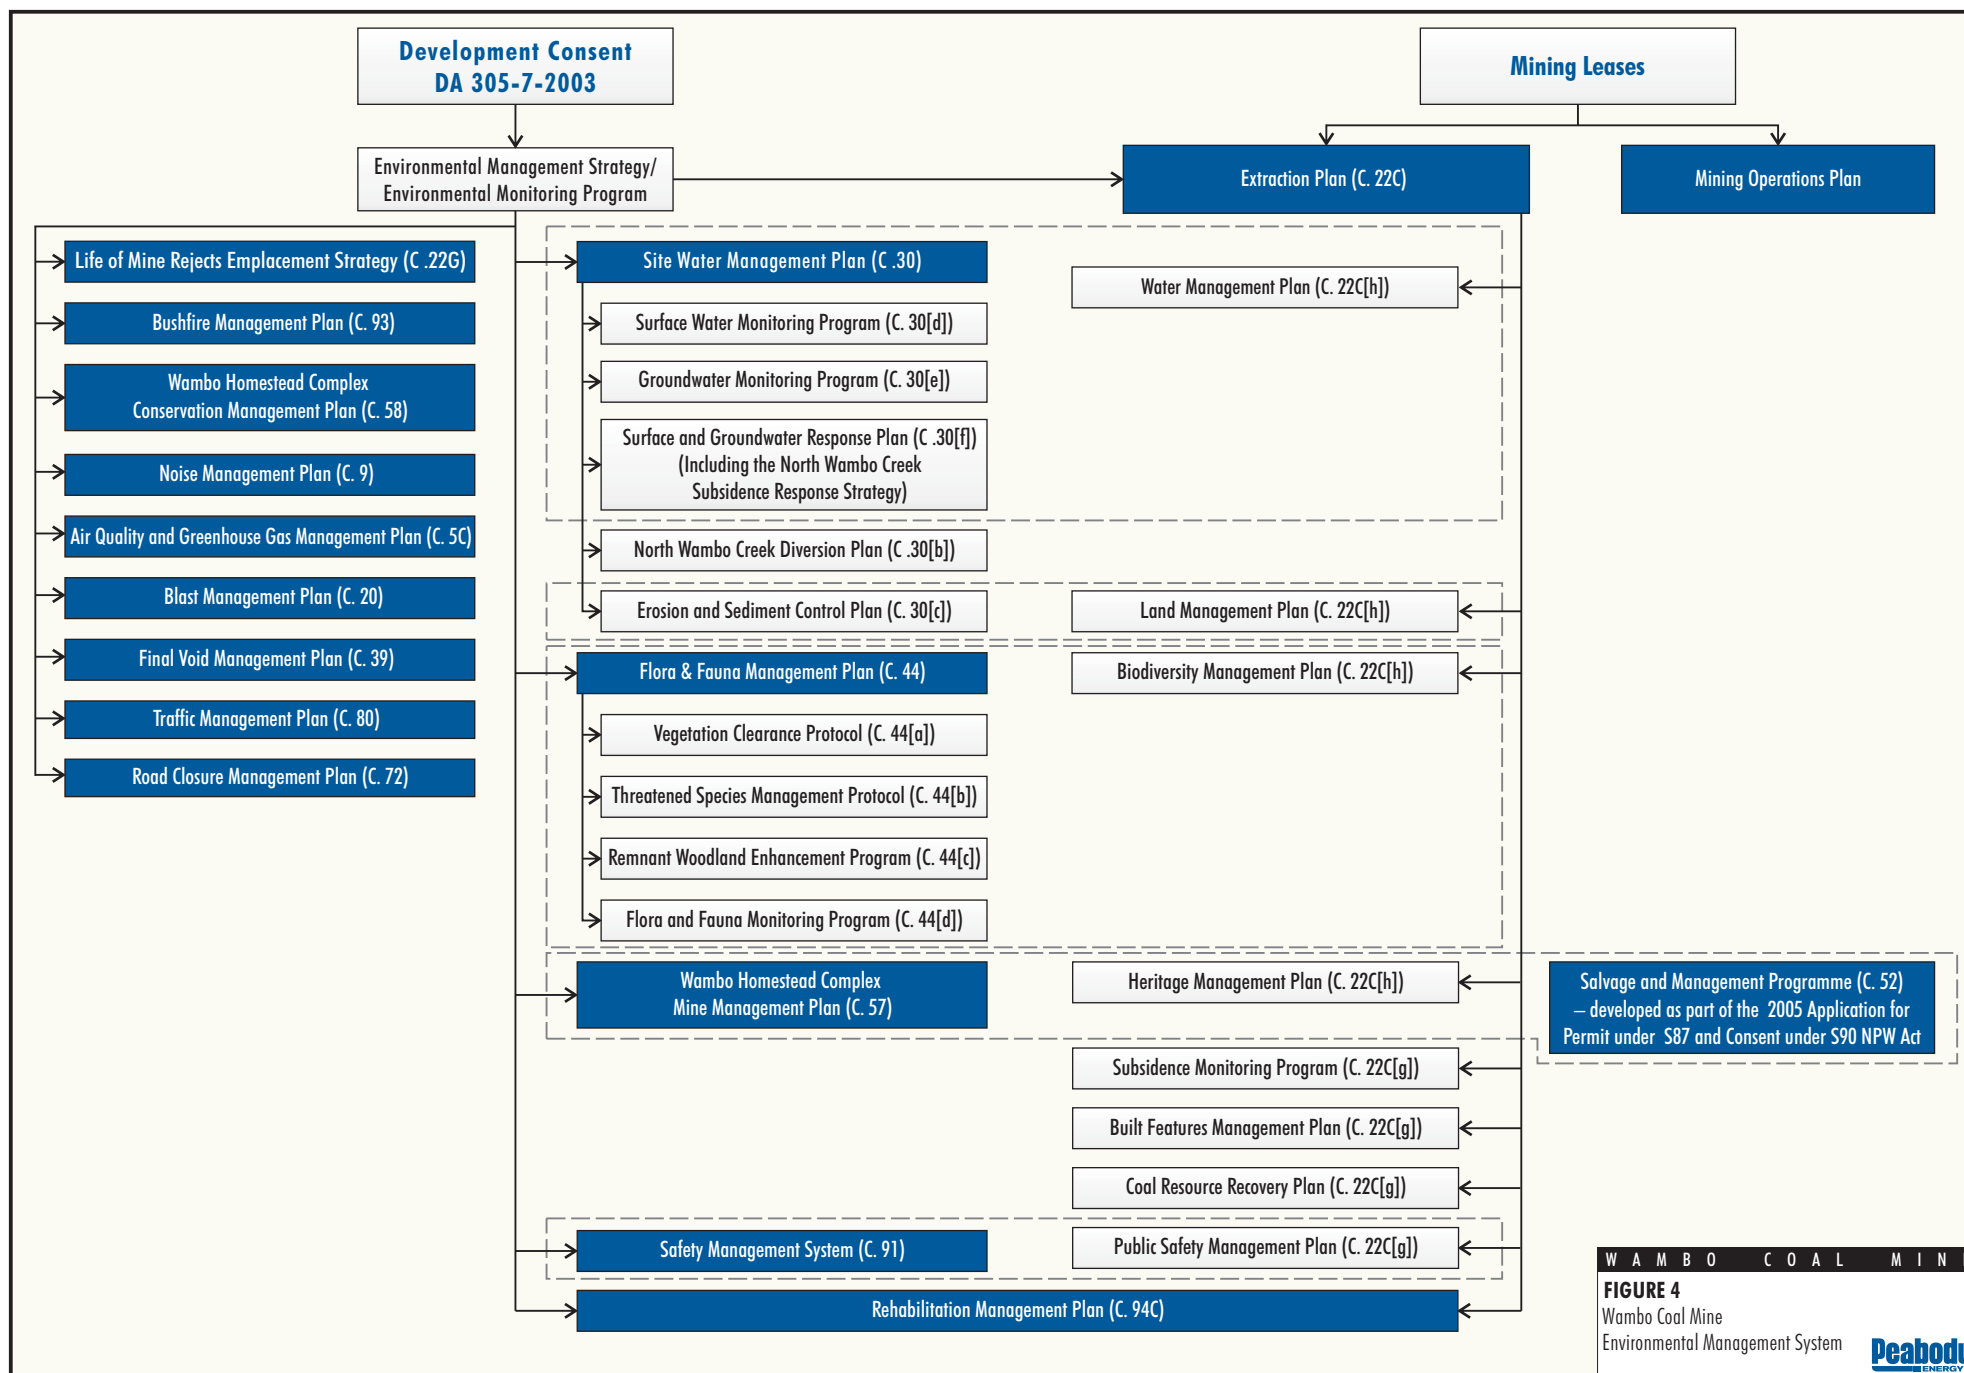 Development Consent
DA 305-7-2003
Mining Leases
Environmental Management Strategy/
Environmental Monitoring Program
Extraction Plan (C. 22C)
Mining Operations Plan
Life of Mine Rejects Emplacement Strategy (C .22G)
Bushfire Management Plan (C. 93)
Wambo Homestead Complex
Conservation Management Plan (C. 58)
Noise Management Plan (C. 9)
Air Quality and Greenhouse Gas Management Plan (C. 5C)
Blast Management Plan (C. 20)
Final Void Management Plan (C. 39)
Traffic Management Plan (C. 80)
Road Closure Management Plan (C. 72)
Site Water Management Plan (C .30)
Surface Water Monitoring Program (C. 30[d])
Groundwater Monitoring Program (C. 30[e])
Surface and Groundwater Response Plan (C .30[f])
(Including the North Wambo Creek
Subsidence Response Strategy)
North Wambo Creek Diversion Plan (C .30[b])
Erosion and Sediment Control Plan (C. 30[c])
Flora & Fauna Management Plan (C. 44)
Vegetation Clearance Protocol (C. 44[a])
Threatened Species Management Protocol (C. 44[b])
Remnant Woodland Enhancement Program (C. 44[c])
Flora and Fauna Monitoring Program (C. 44[d])
Wambo Homestead Complex
Mine Management Plan (C. 57)
Safety Management System (C. 91)
Rehabilitation Management Plan (C. 94C)
Water Management Plan (C. 22C[h])
Land Management Plan (C. 22C[h])
Biodiversity Management Plan (C. 22C[h])
Heritage Management Plan (C. 22C[h])
Subsidence Monitoring Program (C. 22C[g])
Built Features Management Plan (C. 22C[g])
Coal Resource Recovery Plan (C. 22C[g])
Public Safety Management Plan (C. 22C[g])
Salvage and Management Programme (C. 52)
– developed as part of the 2005 Application for
Permit under S87 and Consent under S90 NPW Act
WAMBO COAL MIN
FIGURE 4
Wambo Coal Mine
Environmental Management System
Peabody
ENERGY